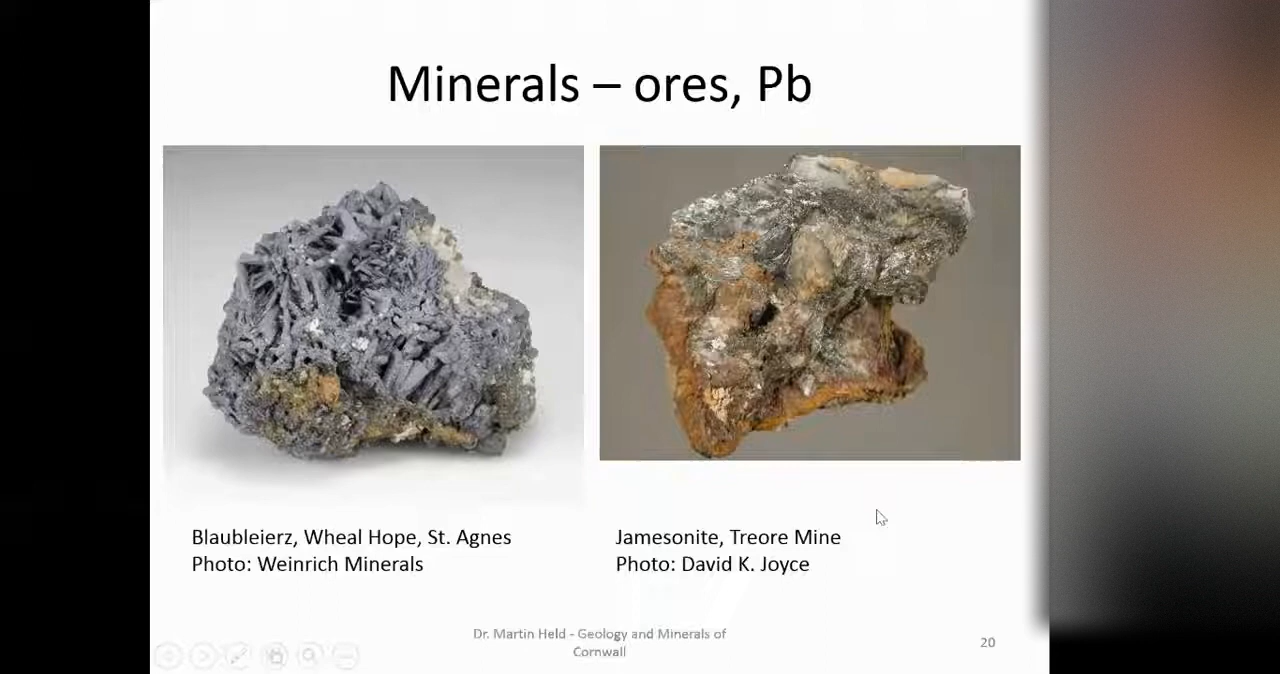 Minerals – ores, Pb
Blaubleierz, Wheal Hope, St. Agnes
Photo: Weinrich Minerals
Jamesonite, Treore Mine
Photo: David K. Joyce
Dr. Martin Held - Geology and Minerals of
Cornwall
20